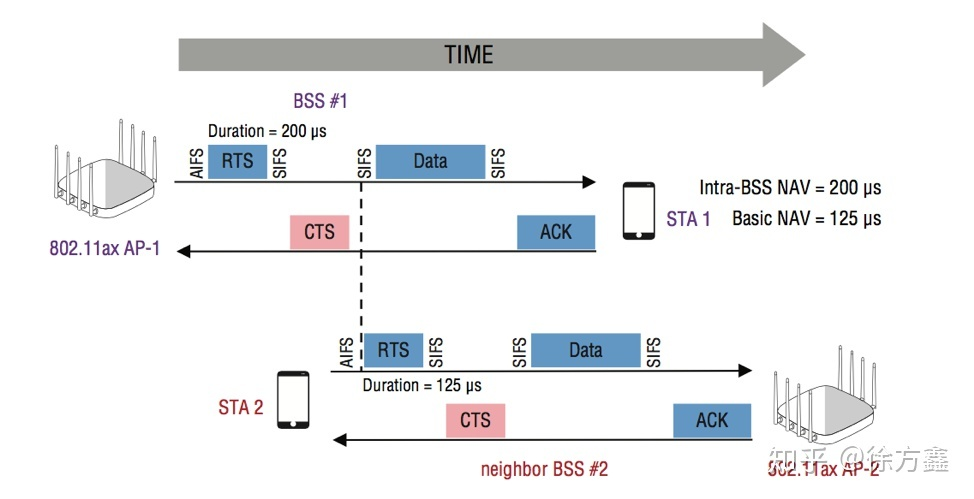 TIME
BSS #1
Duration = 200 μs
AIFS
RTS
SIFS
SIFS
Data
SIFS
Intra-BSS NAV = 200 μs
STA 1
Basic NAV = 125 μs
CTS
ACK
802.11ax AP-1
AIFS
RTS
SIFS
SIFS
Data
SIFS
Duration = 125 μs
STA 2
CTS
ACK
neighbor BSS #2
802.11ax AP-2
知乎 @徐方鑫